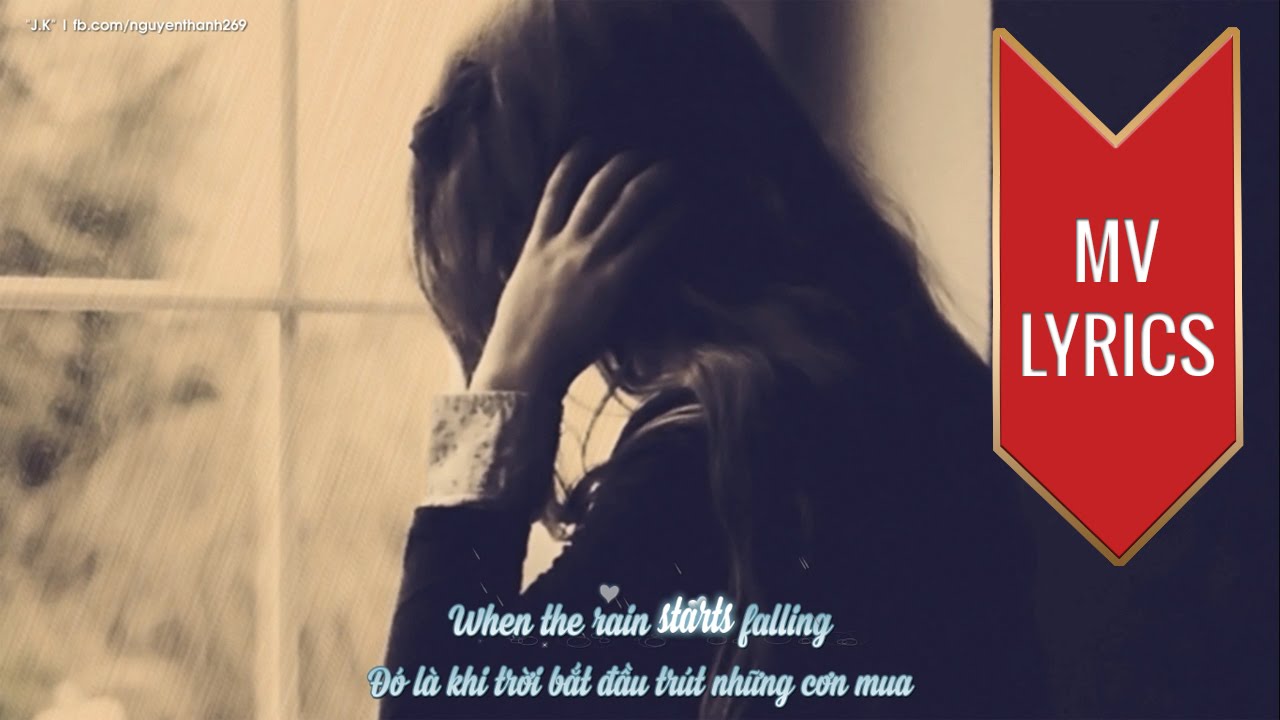 "J.K" | fb.com/nguyenthanh269
MV
LYRICS
When the rain starts falling
Đó là khi trời bắt đầu trút những cơn mua